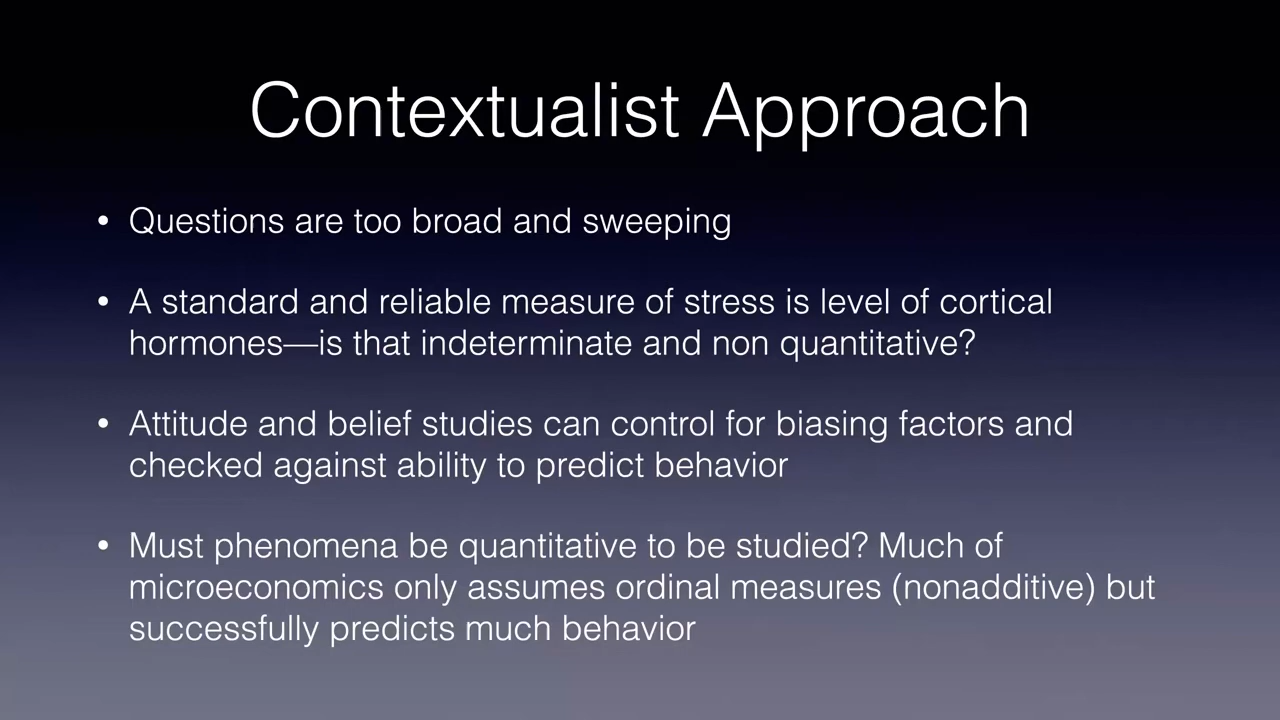 Contextualist Approach
• Questions are too broad and sweeping
• A standard and reliable measure of stress is level of cortical
hormones—is that indeterminate and non quantitative?
• Attitude and belief studies can control for biasing factors and
checked against ability to predict behavior
• Must phenomena be quantitative to be studied? Much of
microeconomics only assumes ordinal measures (nonadditive) but
successfully predicts much behavior